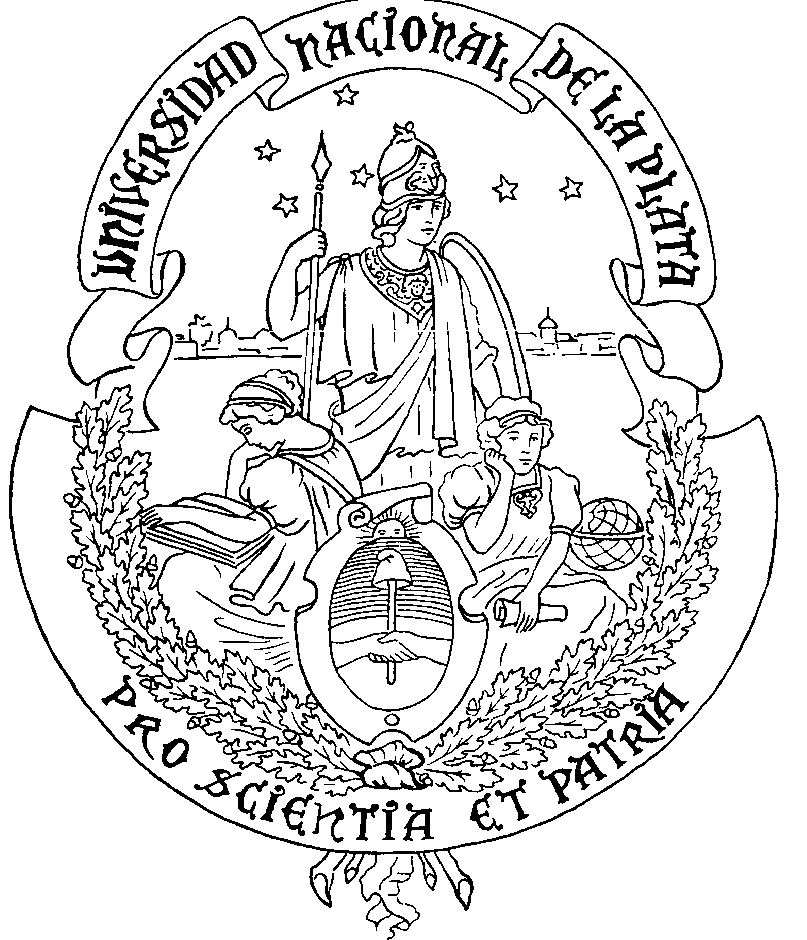 UNIVERSIDAD NACIONAL DE LA PLATA
PRO SCIENTIA ET PATRIA